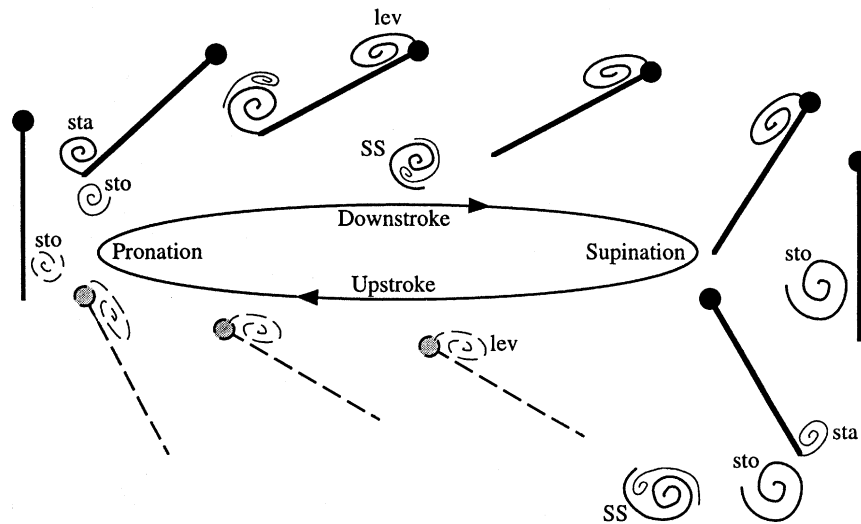 lev
sta
SS
sto
Downstroke
sto
Pronation
Supination
sto
Upstroke
lev
sta
sto
SS